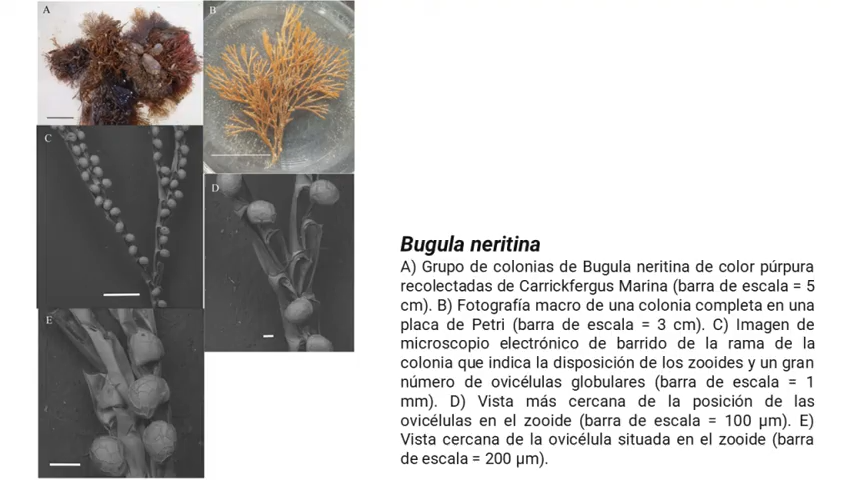 A
B
C
D
E
Bugula neritina
A) Grupo de colonias de Bugula neritina de color púrpura
recolectadas de Carrickfergus Marina (barra de escala = 5
cm). B) Fotografía macro de una colonia completa en una
placa de Petri (barra de escala = 3 cm). C) Imagen de
microscopio electrónico de barrido de la rama de la
colonia que indica la disposición de los zooides y un gran
número de ovicélulas globulares (barra de escala = 1
mm). D) Vista más cercana de la posición de las
ovicélulas en el zooide (barra de escala = 100 µm). E)
Vista cercana de la ovicélula situada en el zooide (barra
de escala = 200 µm).